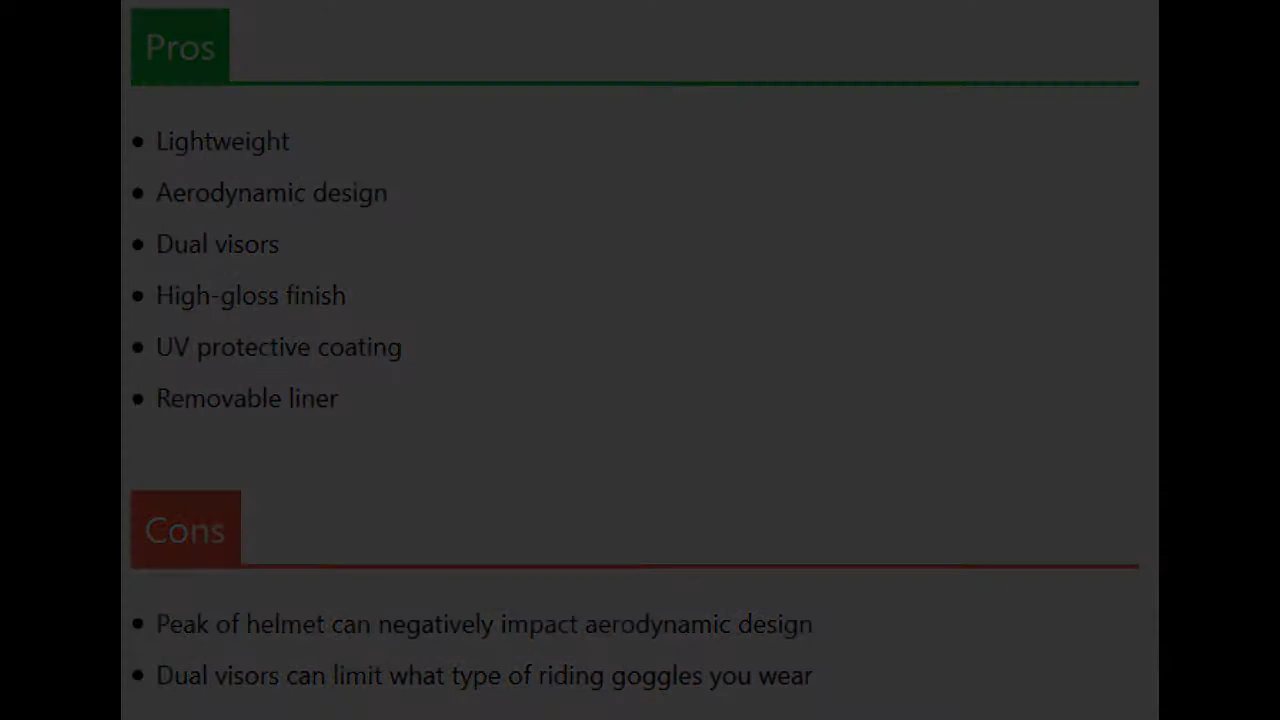 Pros
• Lightweight
• Aerodynamic design
• Dual visors
• High-gloss finish
• UV protective coating
• Removable liner
Cons
• Peak of helmet can negatively impact aerodynamic design
• Dual visors can limit what type of riding goggles you wear